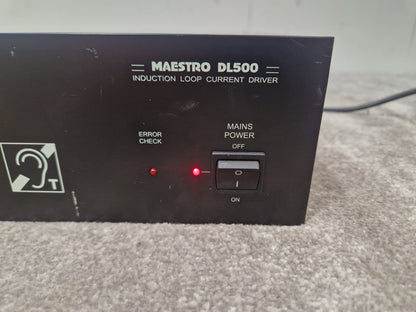 MAESTRO DL500
INDUCTION LOOP CURRENT DRIVER
ERROR
CHECK
MAINS
POWER
OFF
O
I
ON
T